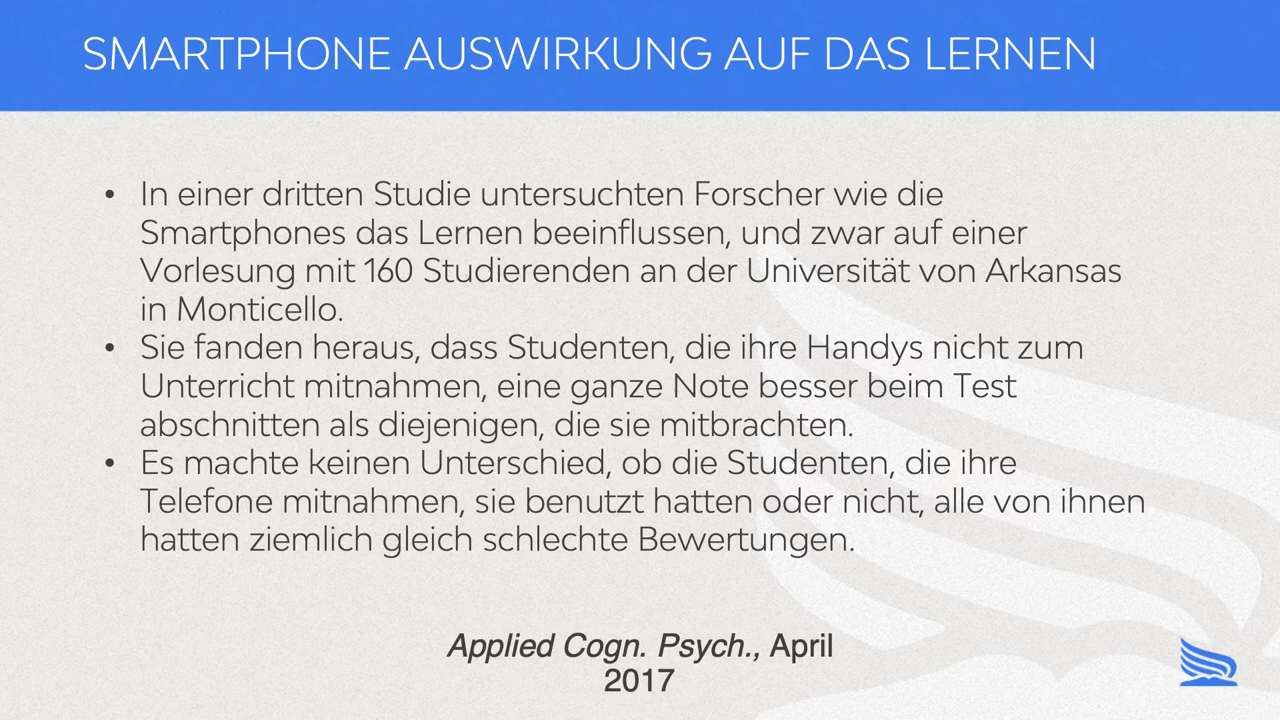 SMARTPHONE AUSWIRKUNG AUF DAS LERNEN
• In einer dritten Studie untersuchten Forscher wie die
Smartphones das Lernen beeinflussen, und zwar auf einer
Vorlesung mit 160 Studierenden an der Universität von Arkansas
in Monticello.
• Sie fanden heraus, dass Studenten, die ihre Handys nicht zum
Unterricht mitnahmen, eine ganze Note besser beim Test
abschnitten als diejenigen, die sie mitbrachten.
• Es machte keinen Unterschied, ob die Studenten, die ihre
Telefone mitnahmen, sie benutzt hatten oder nicht, alle von ihnen
hatten ziemlich gleich schlechte Bewertungen.
Applied Cogn. Psych., April
2017